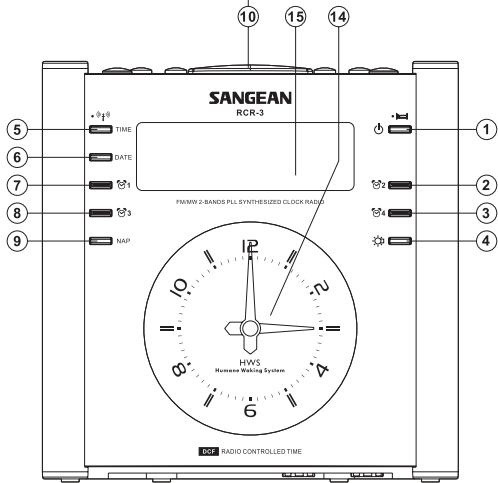 10
15
14
SANGEAN
RCR-3
5 TIME
1
6 DATE
7 1
2 2
8 3
4 3
FM/MW 2-BANDS PLL SYNTHESIZED CLOCK RADIO
9 NAP
4
12
10
2
8
4
6
HWS
Humane Waking System
DCF RADIO CONTROLLED TIME